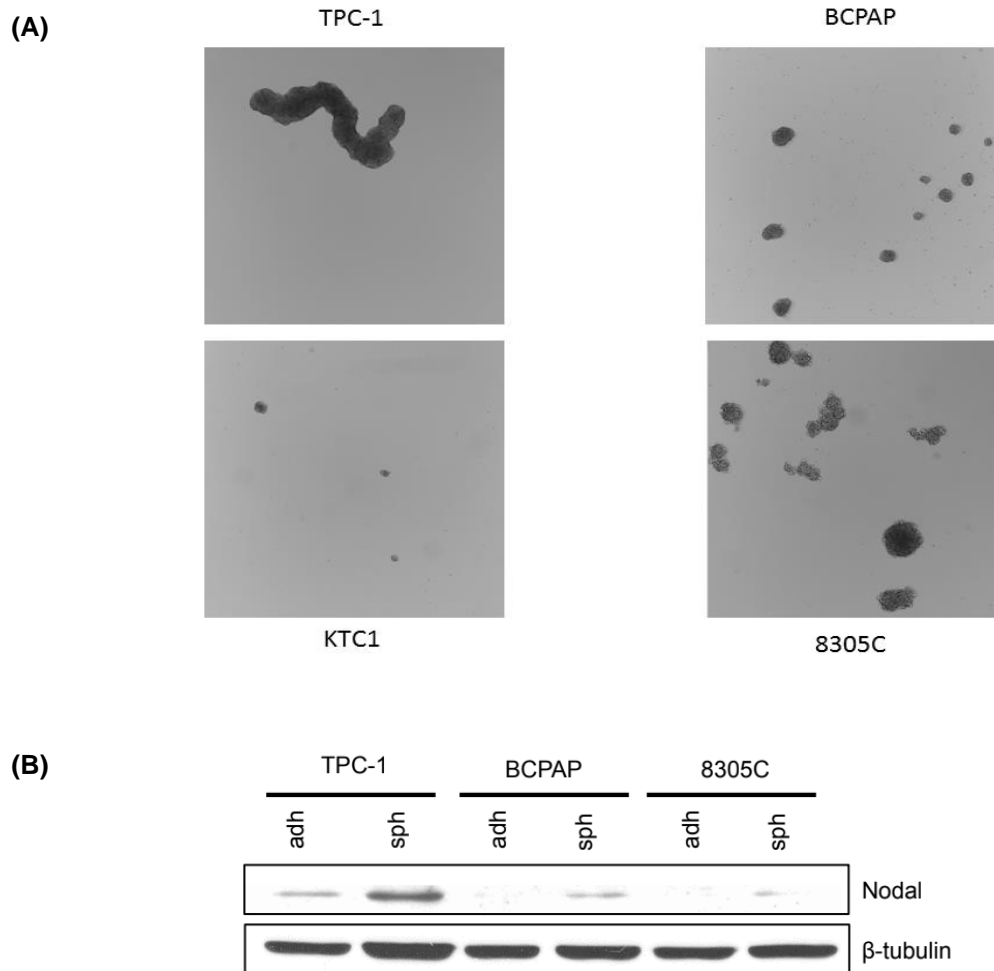 (A)
TPC-1 BCPAP
KTC1 8305C
(B)
TPC-1 BCPAP 8305C
adh sph adh sph adh sph
Nodal
β-tubulin